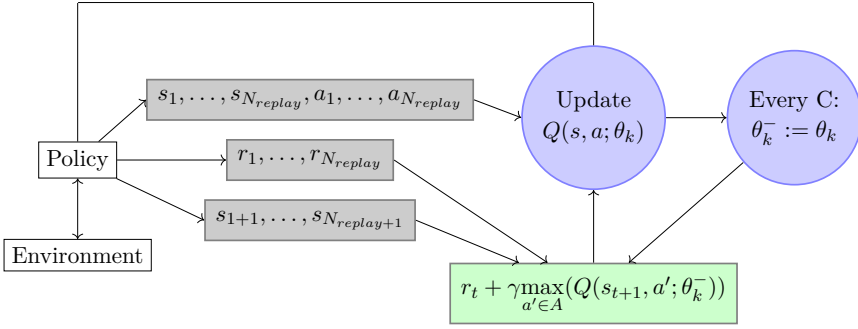 s_1, ..., s_{N_{replay}}, a_1, ..., a_{N_{replay}}
Update
Q(s, a; θ_k)
Every C:
θ_k^- := θ_k
Policy
r_1, ..., r_{N_{replay}}
s_{1+1}, ..., s_{N_{replay+1}}
Environment
r_t + γ max_{a'∈A}(Q(s_{t+1}, a'; θ_k^-))